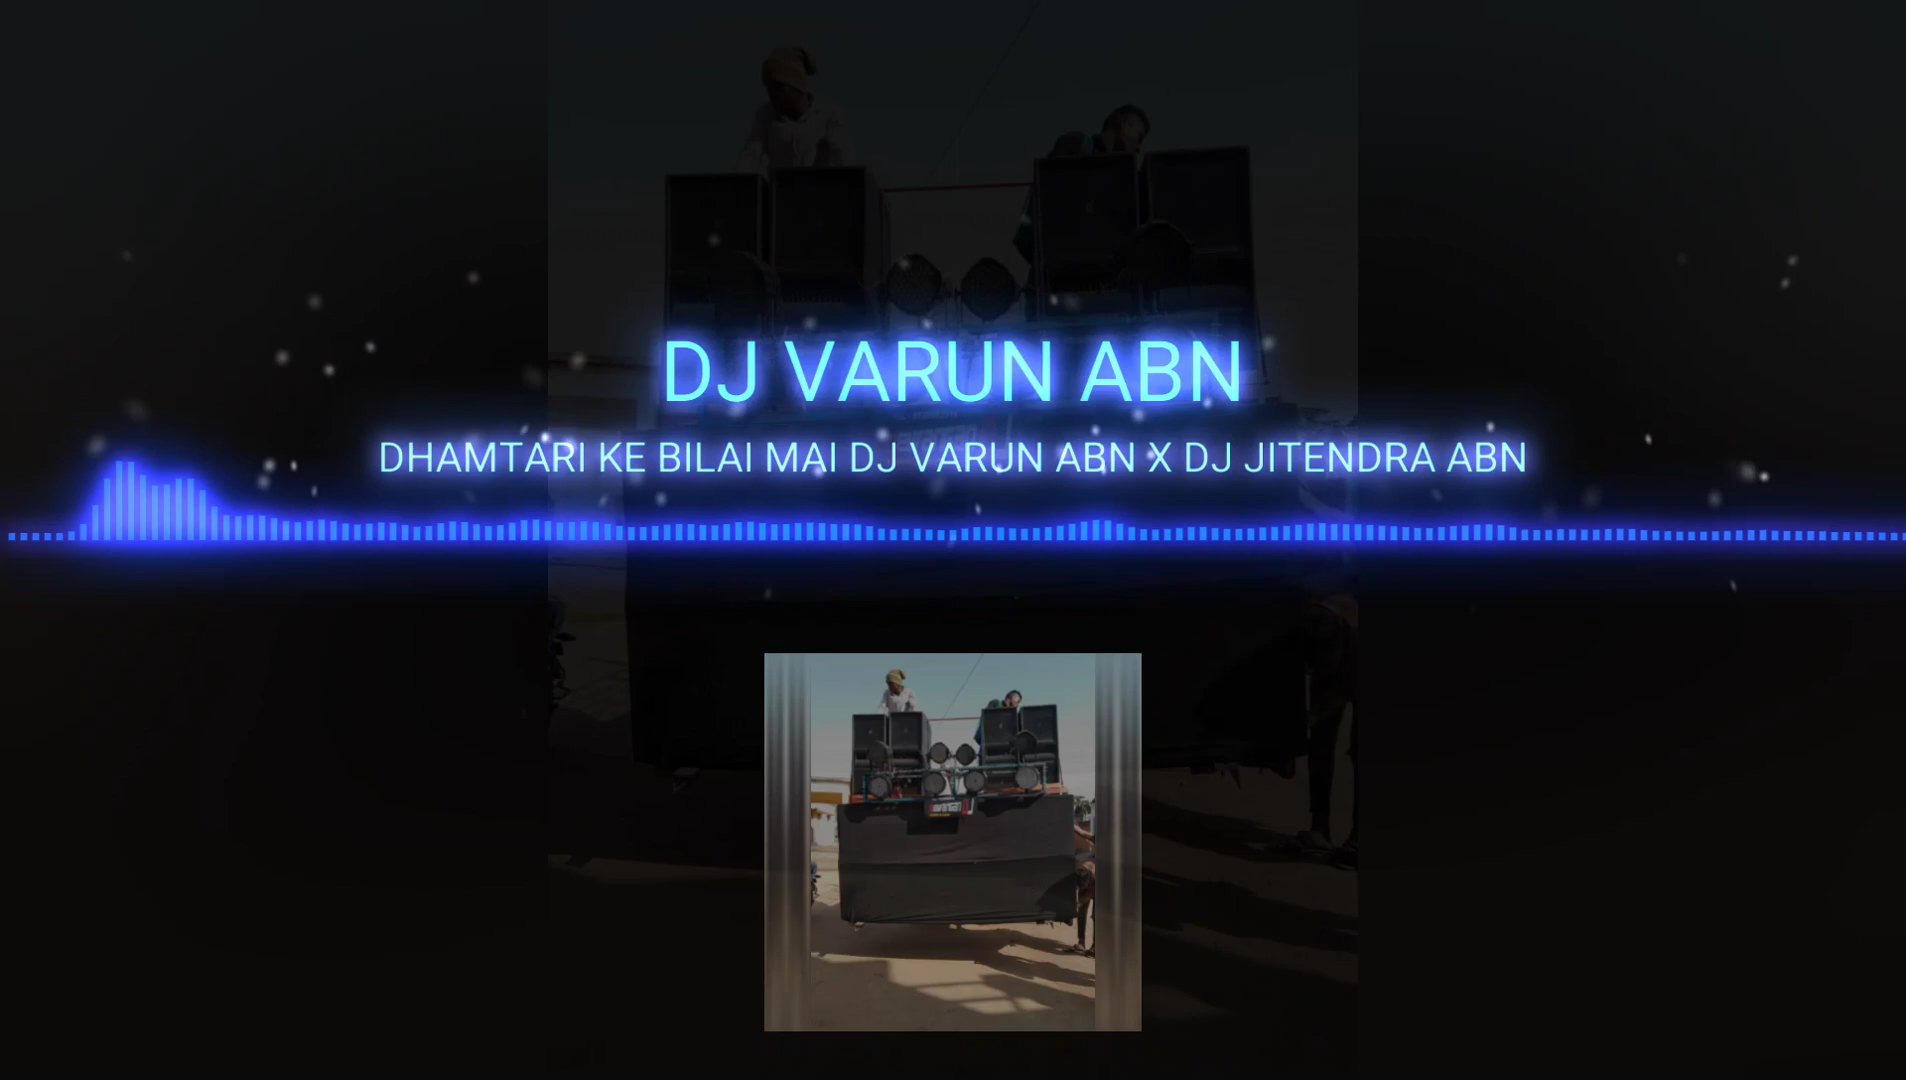 DJ VARUN ABN
DHAMTARI KE BILAI MAI DJ VARUN ABN X DJ JITENDRA ABN